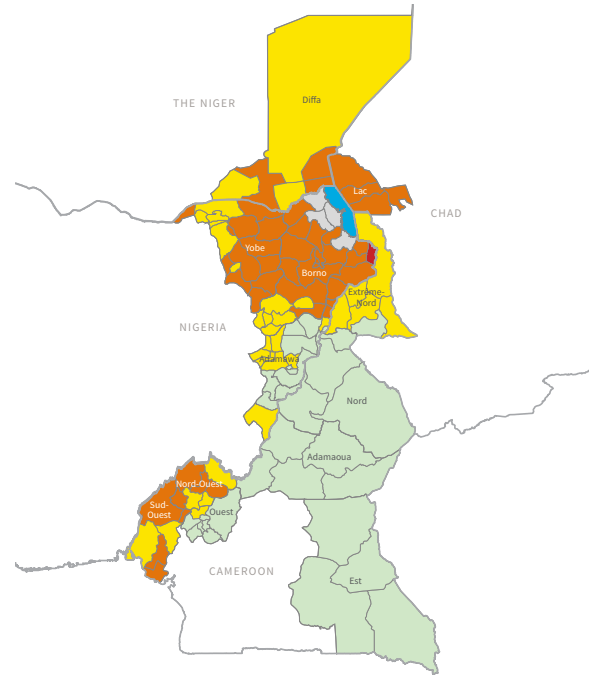 Diffa
THE NIGER
Lac
CHAD
Yobe
Borno
Extrême-
Nord
NIGERIA
Adamawa
Nord
Adamaoua
Nord-Ouest
Sud-
Ouest
Ouest
CAMEROON
Est